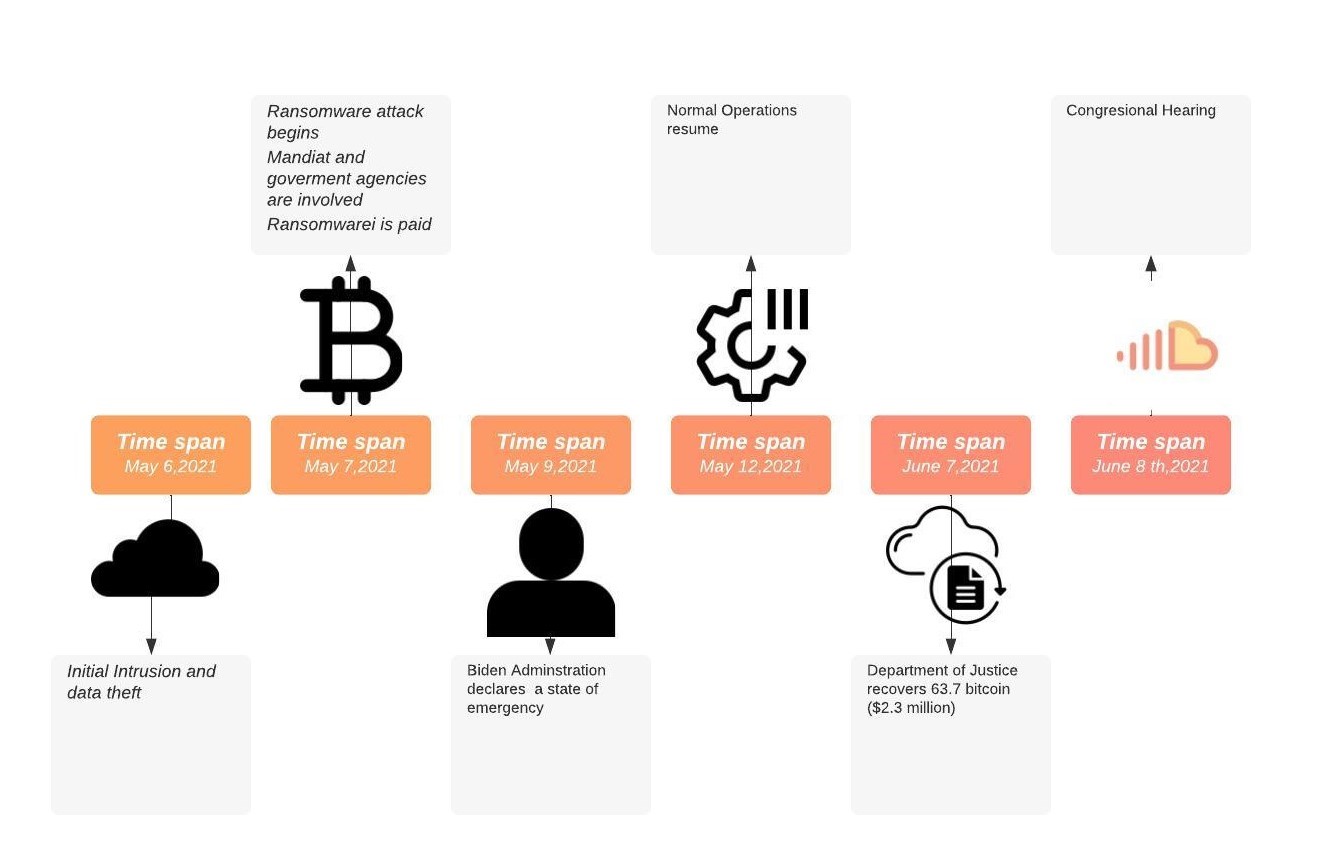 Ransomware attack
begins
Mandiat and
goverment agencies
are involved
Ransomwarei is paid
Normal Operations
resume
Congresional Hearing
Time span
May 6,2021
Time span
May 7,2021
Time span
May 9,2021
Time span
May 12,2021
Time span
June 7,2021
Time span
June 8 th,2021
Initial Intrusion and
data theft
Biden Adminstration
declares  a state of
emergency
Department of Justice
recovers 63.7 bitcoin
($2.3 million)